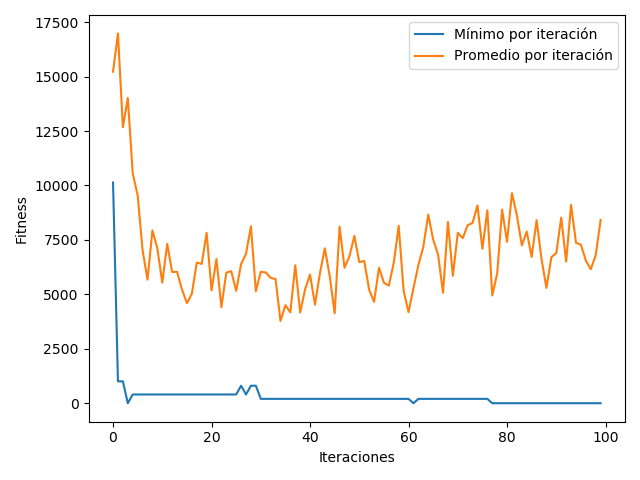 17500
15000
12500
10000
7500
5000
2500
0
Fitness
Mínimo por iteración
Promedio por iteración
0 20 40 60 80 100
Iteraciones